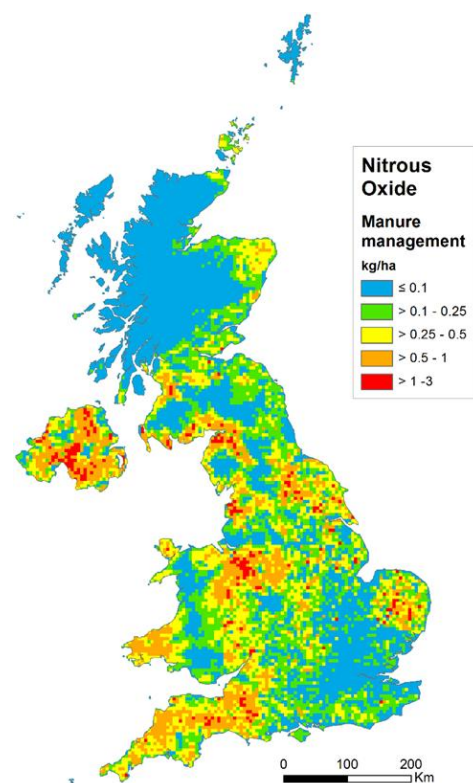 Nitrous
Oxide
Manure
management
kg/ha
≤ 0.1
> 0.1 - 0.25
> 0.25 - 0.5
> 0.5 - 1
> 1 -3
0 100 200
Km